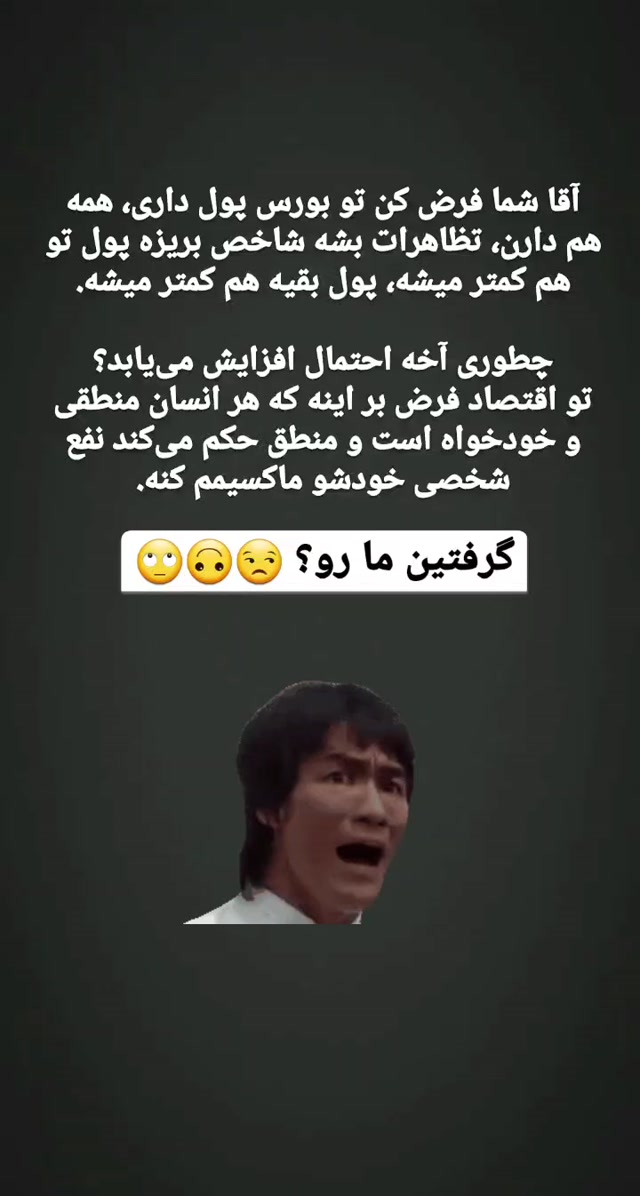 آقا شما فرض کن تو بورس پول داری، همه
هم دارن، تظاهرات بشه شاخص بریزه پول تو
هم کمتر میشه، پول بقیه هم کمتر میشه.
چطوری آخه احتمال افزایش می‌یابد؟
تو اقتصاد فرض بر اینه که هر انسان منطقی
و خودخواه است و منطق حکم می‌کند نفع
شخصی خودشو ماکسیمم کنه.
گرفتین ما رو؟ 😒🙃🙄